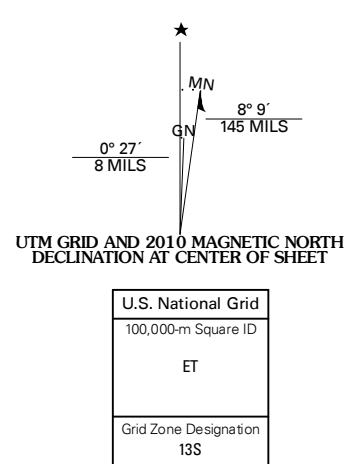 ★
MN
GN
8° 9´
145 MILS
0° 27´
8 MILS
UTM GRID AND 2010 MAGNETIC NORTH
DECLINATION AT CENTER OF SHEET
U.S. National Grid
100,000-m Square ID
ET
Grid Zone Designation
13S